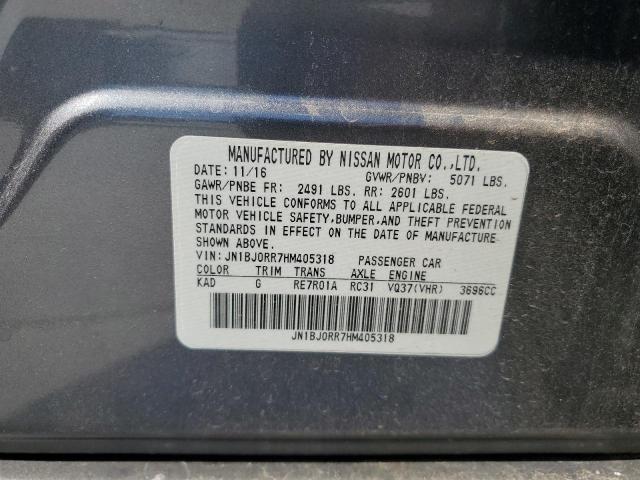 MANUFACTURED BY NISSAN MOTOR CO.,LTD.
DATE: 11/16 GVWR/PNBV: 5071 LBS.
GAWR/PNBE FR: 2491 LBS. RR: 2601 LBS.
THIS VEHICLE CONFORMS TO ALL APPLICABLE FEDERAL
MOTOR VEHICLE SAFETY,BUMPER,AND THEFT PREVENTION
STANDARDS IN EFFECT ON THE DATE OF MANUFACTURE
SHOWN ABOVE.
VIN: JN1BJ0RR7HM405318 PASSENGER CAR
COLOR TRIM TRANS AXLE ENGINE
KAD G RE7R01A RC31 VQ37(VHR) 3696CC
JN1BJ0RR7HM405318